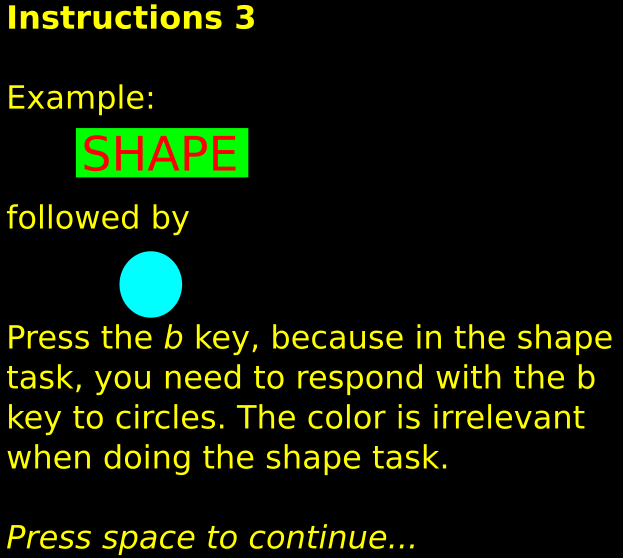 Instructions 3
Example:
SHAPE
followed by
Press the b key, because in the shape
task, you need to respond with the b
key to circles. The color is irrelevant
when doing the shape task.
Press space to continue...